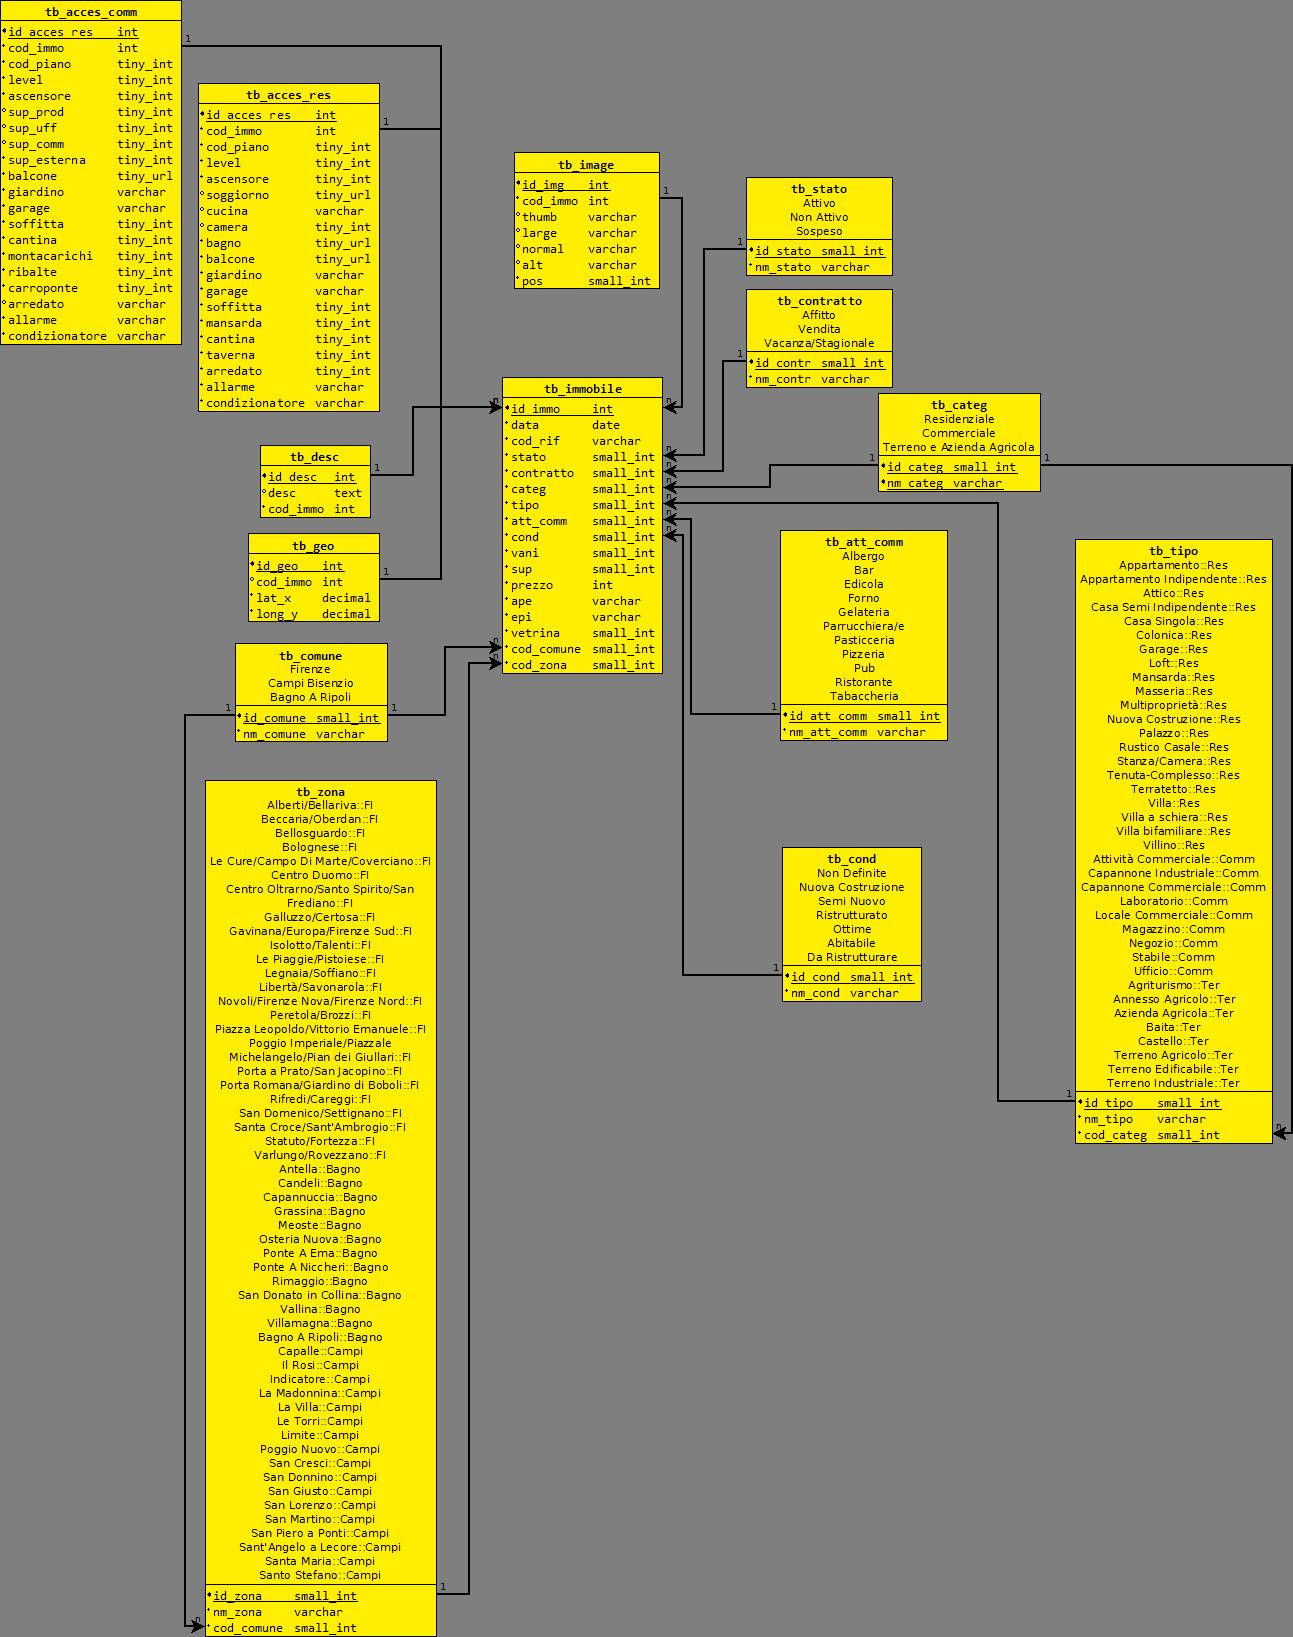 tb_acces_comm
id_acces_res int
cod_immo int
cod_piano tiny_int
level tiny_int
ascensore tiny_int
sup_prod tiny_int
sup_uff tiny_int
sup_comm tiny_int
sup_esterna tiny_int
balcone tiny_url
giardino varchar
garage varchar
soffitta tiny_int
cantina tiny_int
montacarichi tiny_int
ribalte tiny_int
carroponte tiny_int
arredato varchar
allarme varchar
condizionatore varchar
1
tb_acces_res
id_acces_res int
cod_immo int
cod_piano tiny_int
level tiny_int
ascensore tiny_int
soggiorno tiny_url
cucina varchar
camera tiny_int
bagno tiny_url
balcone tiny_url
giardino varchar
garage varchar
soffitta tiny_int
mansarda tiny_int
cantina tiny_int
taverna tiny_int
arredato tiny_int
allarme varchar
condizionatore varchar
1
tb_image
id_img int
cod_immo int
thumb varchar
large varchar
normal varchar
alt varchar
pos small_int
1
tb_stato
Attivo
Non Attivo
Sospeso
id_stato small_int
nm_stato varchar
1
tb_contratto
Affitto
Vendita
Vacanza/Stagionale
id_contr small_int
nm_contr varchar
1
tb_categ
Residenziale
Commerciale
Terreno e Azienda Agricola
id_categ small_int
nm_categ varchar
1
1
tb_immobile
id_immo int
data date
cod_rif varchar
stato small_int
contratto small_int
categ small_int
tipo small_int
att_comm small_int
cond small_int
vani small_int
sup small_int
prezzo int
ape varchar
epi varchar
vetrina small_int
cod_comune small_int
cod_zona small_int
n
n
n
n
n
n
n
n
n
n
tb_desc
id_desc int
desc text
cod_immo int
1
tb_geo
id_geo int
cod_immo int
lat_x decimal
long_y decimal
1
tb_comune
Firenze
Campi Bisenzio
Bagno A Ripoli
id_comune small_int
nm_comune varchar
1
1
tb_att_comm
Albergo
Bar
Edicola
Forno
Gelateria
Parrucchiera/e
Pasticceria
Pizzeria
Pub
Ristorante
Tabaccheria
id_att_comm small_int
nm_att_comm varchar
1
tb_tipo
Appartamento::Res
Appartamento Indipendente::Res
Attico::Res
Casa Semi Indipendente::Res
Casa Singola::Res
Colonica::Res
Garage::Res
Loft::Res
Mansarda::Res
Masseria::Res
Multiproprietà::Res
Nuova Costruzione::Res
Palazzo::Res
Rustico Casale::Res
Stanza/Camera::Res
Tenuta-Complesso::Res
Terratetto::Res
Villa::Res
Villa a schiera::Res
Villa bifamiliare::Res
Villino::Res
Attività Commerciale::Comm
Capannone Industriale::Comm
Capannone Commerciale::Comm
Laboratorio::Comm
Locale Commerciale::Comm
Magazzino::Comm
Negozio::Comm
Stabile::Comm
Ufficio::Comm
Agriturismo::Ter
Annesso Agricolo::Ter
Azienda Agricola::Ter
Baita::Ter
Castello::Ter
Terreno Agricolo::Ter
Terreno Edificabile::Ter
Terreno Industriale::Ter
id_tipo small_int
nm_tipo varchar
cod_categ small_int
1
n
tb_cond
Non Definite
Nuova Costruzione
Semi Nuovo
Ristrutturato
Ottime
Abitabile
Da Ristrutturare
id_cond small_int
nm_cond varchar
1
tb_zona
Alberti/Bellariva::FI
Beccaria/Oberdan::FI
Bellosguardo::FI
Bolognese::FI
Le Cure/Campo Di Marte/Coverciano::FI
Centro Duomo::FI
Centro Oltrarno/Santo Spirito/San
Frediano::FI
Galluzzo/Certosa::FI
Gavinana/Europa/Firenze Sud::FI
Isolotto/Talenti::FI
Le Piaggie/Pistoiese::FI
Legnaia/Soffiano::FI
Libertà/Savonarola::FI
Novoli/Firenze Nova/Firenze Nord::FI
Peretola/Brozzi::FI
Piazza Leopoldo/Vittorio Emanuele::FI
Poggio Imperiale/Piazzale
Michelangelo/Pian dei Giullari::FI
Porta a Prato/San Jacopino::FI
Porta Romana/Giardino di Boboli::FI
Rifredi/Careggi::FI
San Domenico/Settignano::FI
Santa Croce/Sant'Ambrogio::FI
Statuto/Fortezza::FI
Varlungo/Rovezzano::FI
Antella::Bagno
Candeli::Bagno
Capannuccia::Bagno
Grassina::Bagno
Meoste::Bagno
Osteria Nuova::Bagno
Ponte A Ema::Bagno
Ponte A Niccheri::Bagno
Rimaggio::Bagno
San Donato in Collina::Bagno
Vallina::Bagno
Villamagna::Bagno
Bagno A Ripoli::Bagno
Capalle::Campi
Il Rosi::Campi
Indicatore::Campi
La Madonnina::Campi
La Villa::Campi
Le Torri::Campi
Limite::Campi
Poggio Nuovo::Campi
San Cresci::Campi
San Donnino::Campi
San Giusto::Campi
San Lorenzo::Campi
San Martino::Campi
San Piero a Ponti::Campi
Sant'Angelo a Lecore::Campi
Santa Maria::Campi
Santo Stefano::Campi
id_zona small_int
nm_zona varchar
cod_comune small_int
1
n